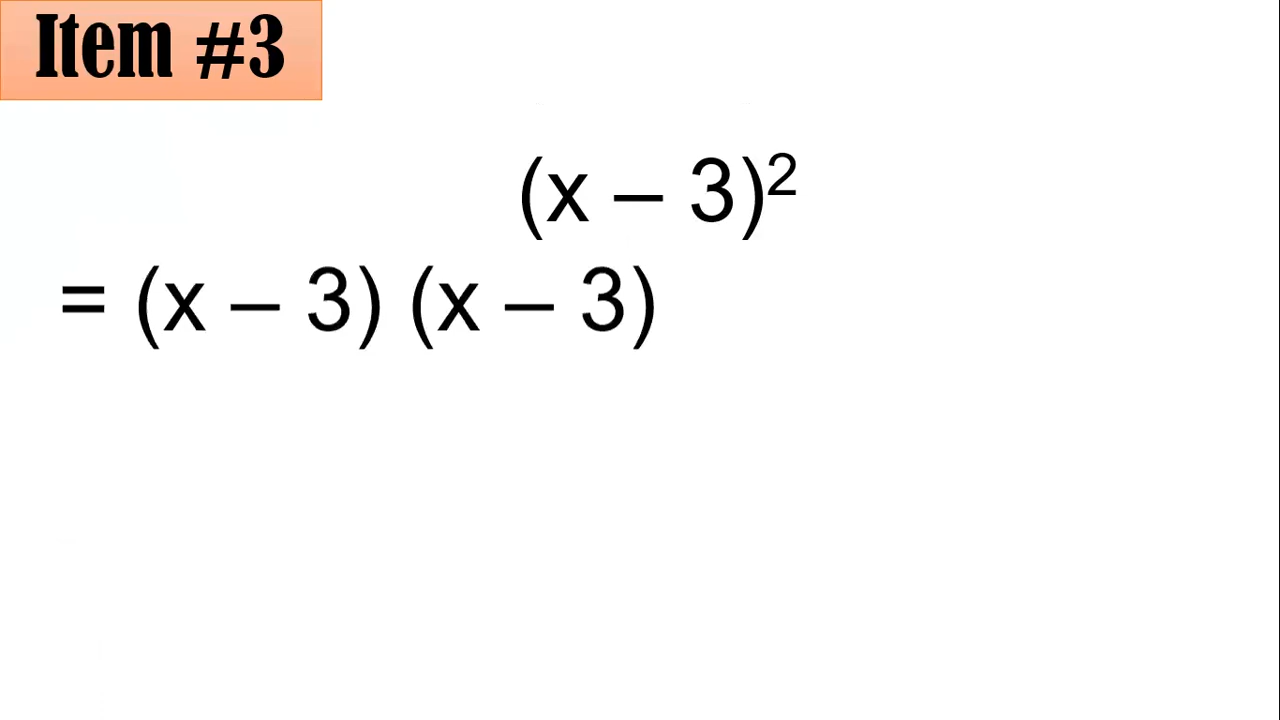 Item #3
(x – 3)²
= (x – 3) (x – 3)